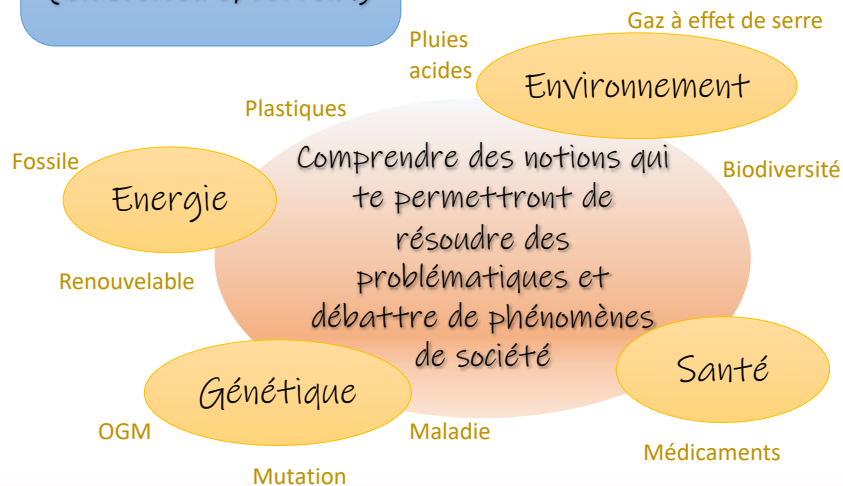 Gaz à effet de serre
Pluies
acides
Environnement
Plastiques
Fossile
Energie
Comprendre des notions qui
te permettront de
résoudre des
problématiques et
débattre de phénomènes
de société
Biodiversité
Renouvelable
Génétique
Santé
OGM
Maladie
Médicaments
Mutation